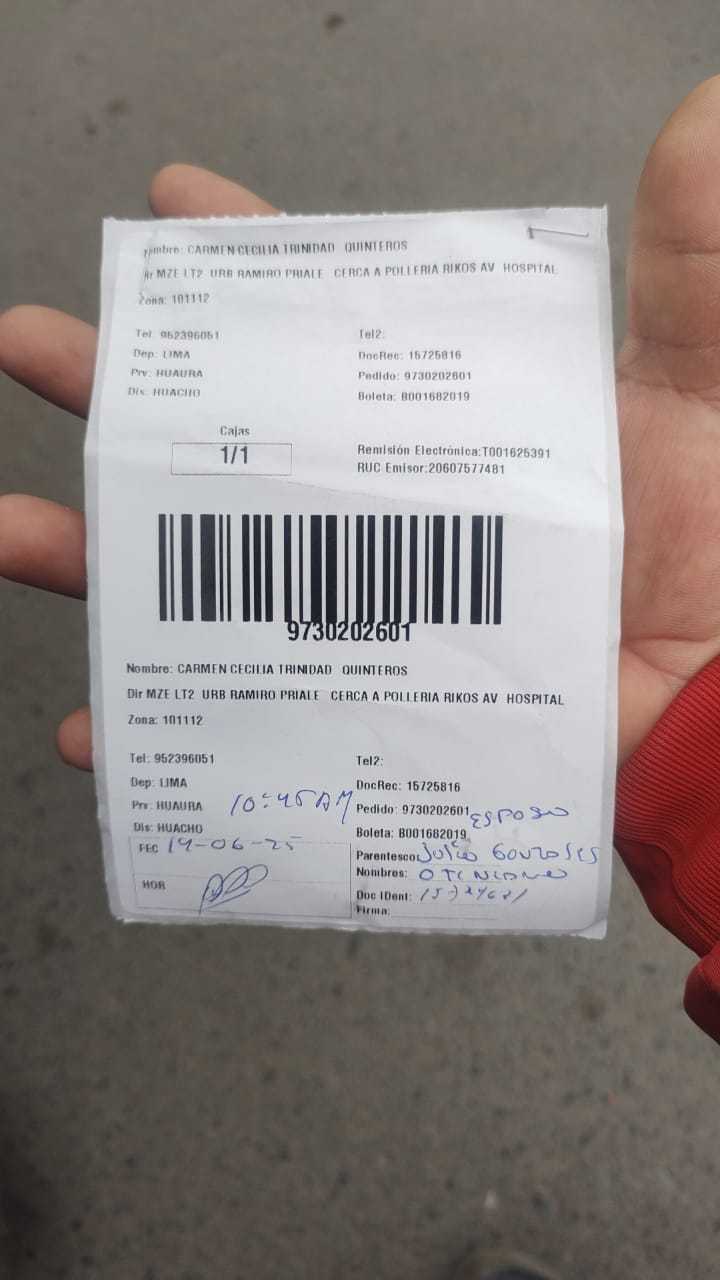 Nombre: CARMEN CECILIA TRINIDAD QUINTEROS
Dir MZE LT2 URB RAMIRO PRIALE CERCA A POLLERIA RIKOS AV HOSPITAL
Zona: 101112
Tel: 952396051 Tel2:
Dep: LIMA DocRec: 15725816
Prv: HUAURA Pedido: 9730202601
Dis: HUACHO Boleta: B001682019
Cajas
1/1
Remisión Electrónica:T001625391
RUC Emisor:20607577481
9730202601
Nombre: CARMEN CECILIA TRINIDAD QUINTEROS
Dir MZE LT2 URB RAMIRO PRIALE CERCA A POLLERIA RIKOS AV HOSPITAL
Zona: 101112
Tel: 952396051 Tel2:
Dep: LIMA DocRec: 15725816
Prv: HUAURA 10:45 AM Pedido: 9730202601 ESPOSO
Dis: HUACHO Boleta: B001682019
FEC 19-06-25 Parentesco: Julio
HOR Nombres:
Doc IDent:
Firma: